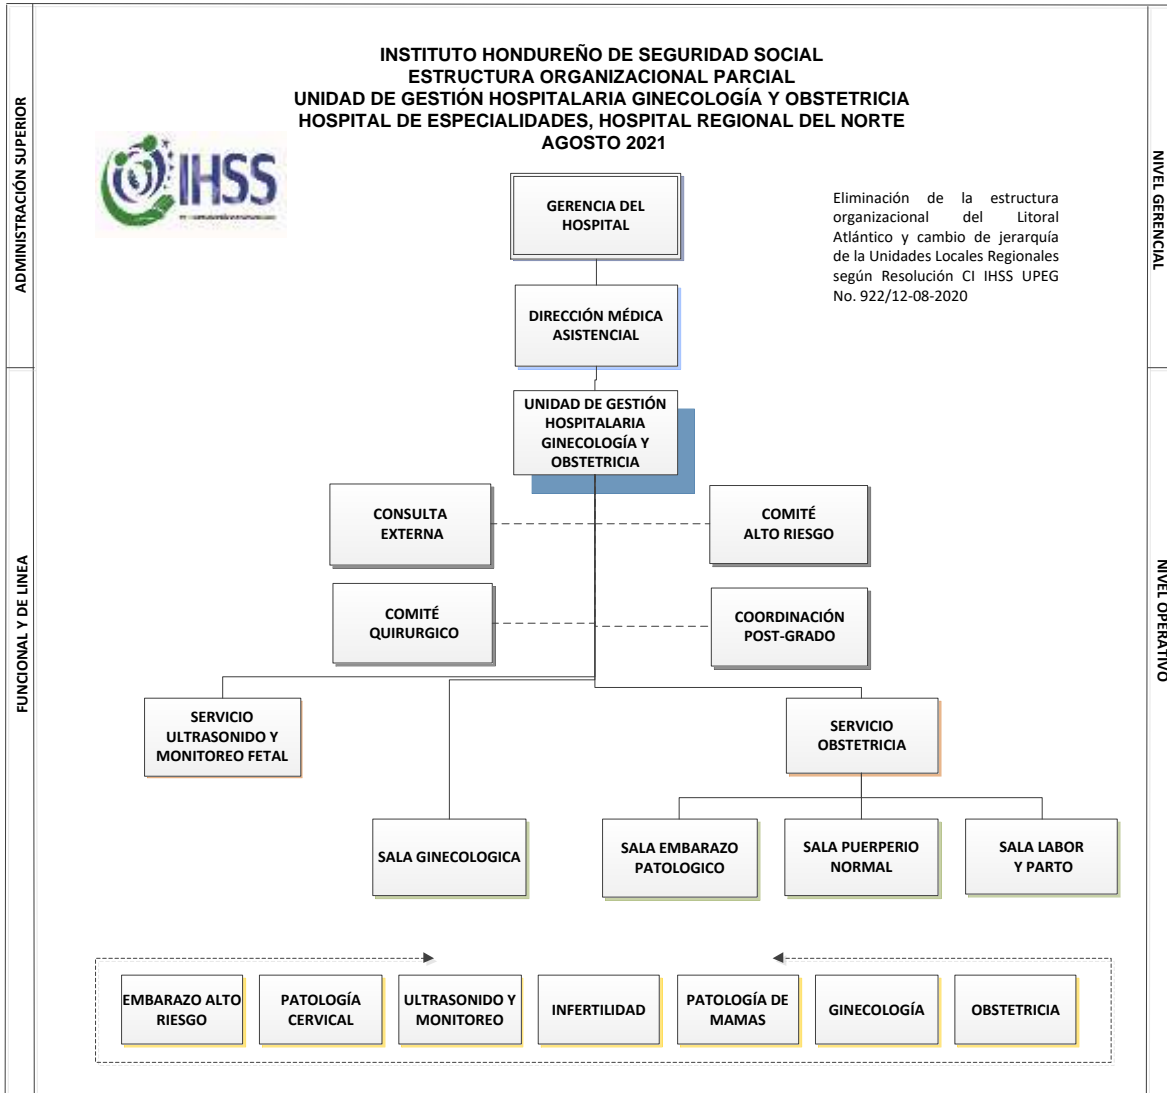 INSTITUTO HONDUREÑO DE SEGURIDAD SOCIAL
ESTRUCTURA ORGANIZACIONAL PARCIAL
UNIDAD DE GESTIÓN HOSPITALARIA GINECOLOGÍA Y OBSTETRICIA
HOSPITAL DE ESPECIALIDADES, HOSPITAL REGIONAL DEL NORTE
AGOSTO 2021
ADMINISTRACIÓN SUPERIOR
NIVEL GERENCIAL
IHSS
GERENCIA DEL
HOSPITAL
Eliminación de la estructura
organizacional del Litoral
Atlántico y cambio de jerarquía
de la Unidades Locales Regionales
según Resolución CI IHSS UPEG
No. 922/12-08-2020
DIRECCIÓN MÉDICA
ASISTENCIAL
UNIDAD DE GESTIÓN
HOSPITALARIA
GINECOLOGÍA Y
OBSTETRICIA
FUNCIONAL Y DE LINEA
NIVEL OPERATIVO
CONSULTA
EXTERNA
COMITÉ
ALTO RIESGO
COMITÉ
QUIRURGICO
COORDINACIÓN
POST-GRADO
SERVICIO
ULTRASONIDO Y
MONITOREO FETAL
SERVICIO
OBSTETRICIA
SALA GINECOLOGICA
SALA EMBARAZO
PATOLOGICO
SALA PUERPERIO
NORMAL
SALA LABOR
Y PARTO
EMBARAZO ALTO
RIESGO
PATOLOGÍA
CERVICAL
ULTRASONIDO Y
MONITOREO
INFERTILIDAD
PATOLOGÍA DE
MAMAS
GINECOLOGÍA
OBSTETRICIA